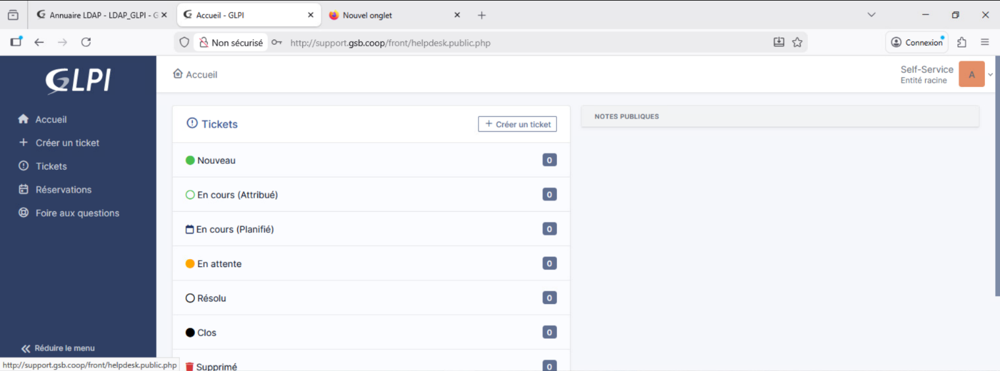 Annuaire LDAP - LDAP_GLPI - G
Accueil - GLPI
Nouvel onglet
Non sécurisé
http://support.gsb.coop/front/helpdesk.public.php
Connexion
GLPI
Accueil
Créer un ticket
Tickets
Réservations
Foire aux questions
Réduire le menu
http://support.gsb.coop/front/helpdesk.public.php
Accueil
Self-Service
Entité racine
A
Tickets
+ Créer un ticket
Nouveau 0
En cours (Attribué) 0
En cours (Planifié) 0
En attente 0
Résolu 0
Clos 0
Supprimé 0
NOTES PUBLIQUES